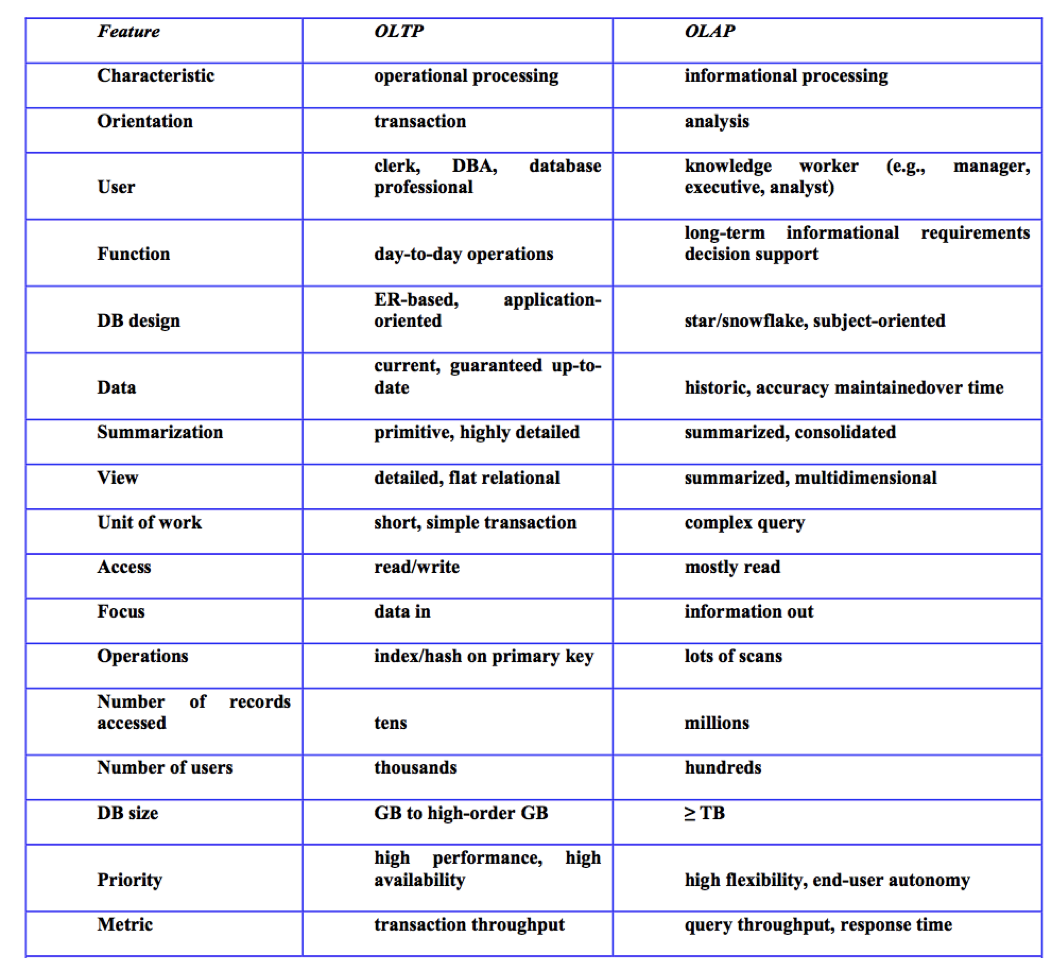 Feature OLTP OLAP
Characteristic operational processing informational processing
Orientation transaction analysis
User clerk, DBA, database professional knowledge worker (e.g., manager, executive, analyst)
Function day-to-day operations long-term informational requirements decision support
DB design ER-based, application-oriented star/snowflake, subject-oriented
Data current, guaranteed up-to-date historic, accuracy maintainedover time
Summarization primitive, highly detailed summarized, consolidated
View detailed, flat relational summarized, multidimensional
Unit of work short, simple transaction complex query
Access read/write mostly read
Focus data in information out
Operations index/hash on primary key lots of scans
Number of records accessed tens millions
Number of users thousands hundreds
DB size GB to high-order GB ≥ TB
Priority high performance, high availability high flexibility, end-user autonomy
Metric transaction throughput query throughput, response time